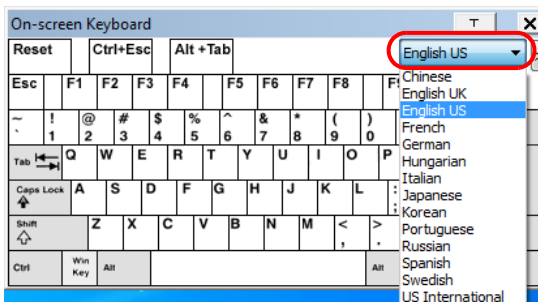 On-screen Keyboard T X
Reset Ctrl+Esc Alt +Tab English US
Esc F1 F2 F3 F4 F5 F6 F7 F8
Chinese
English UK
English US
French
German
Hungarian
Italian
Japanese
Korean
Portuguese
Russian
Spanish
Swedish
US International
~ ! @ # $ % ^ & * ( )
` 1 2 3 4 5 6 7 8 9 0
Tab Q W E R T Y U I O P
Caps Lock A S D F G H J K L :
;
Shift Z X C V B N M < >
, .
Ctrl Win Key Alt Alt